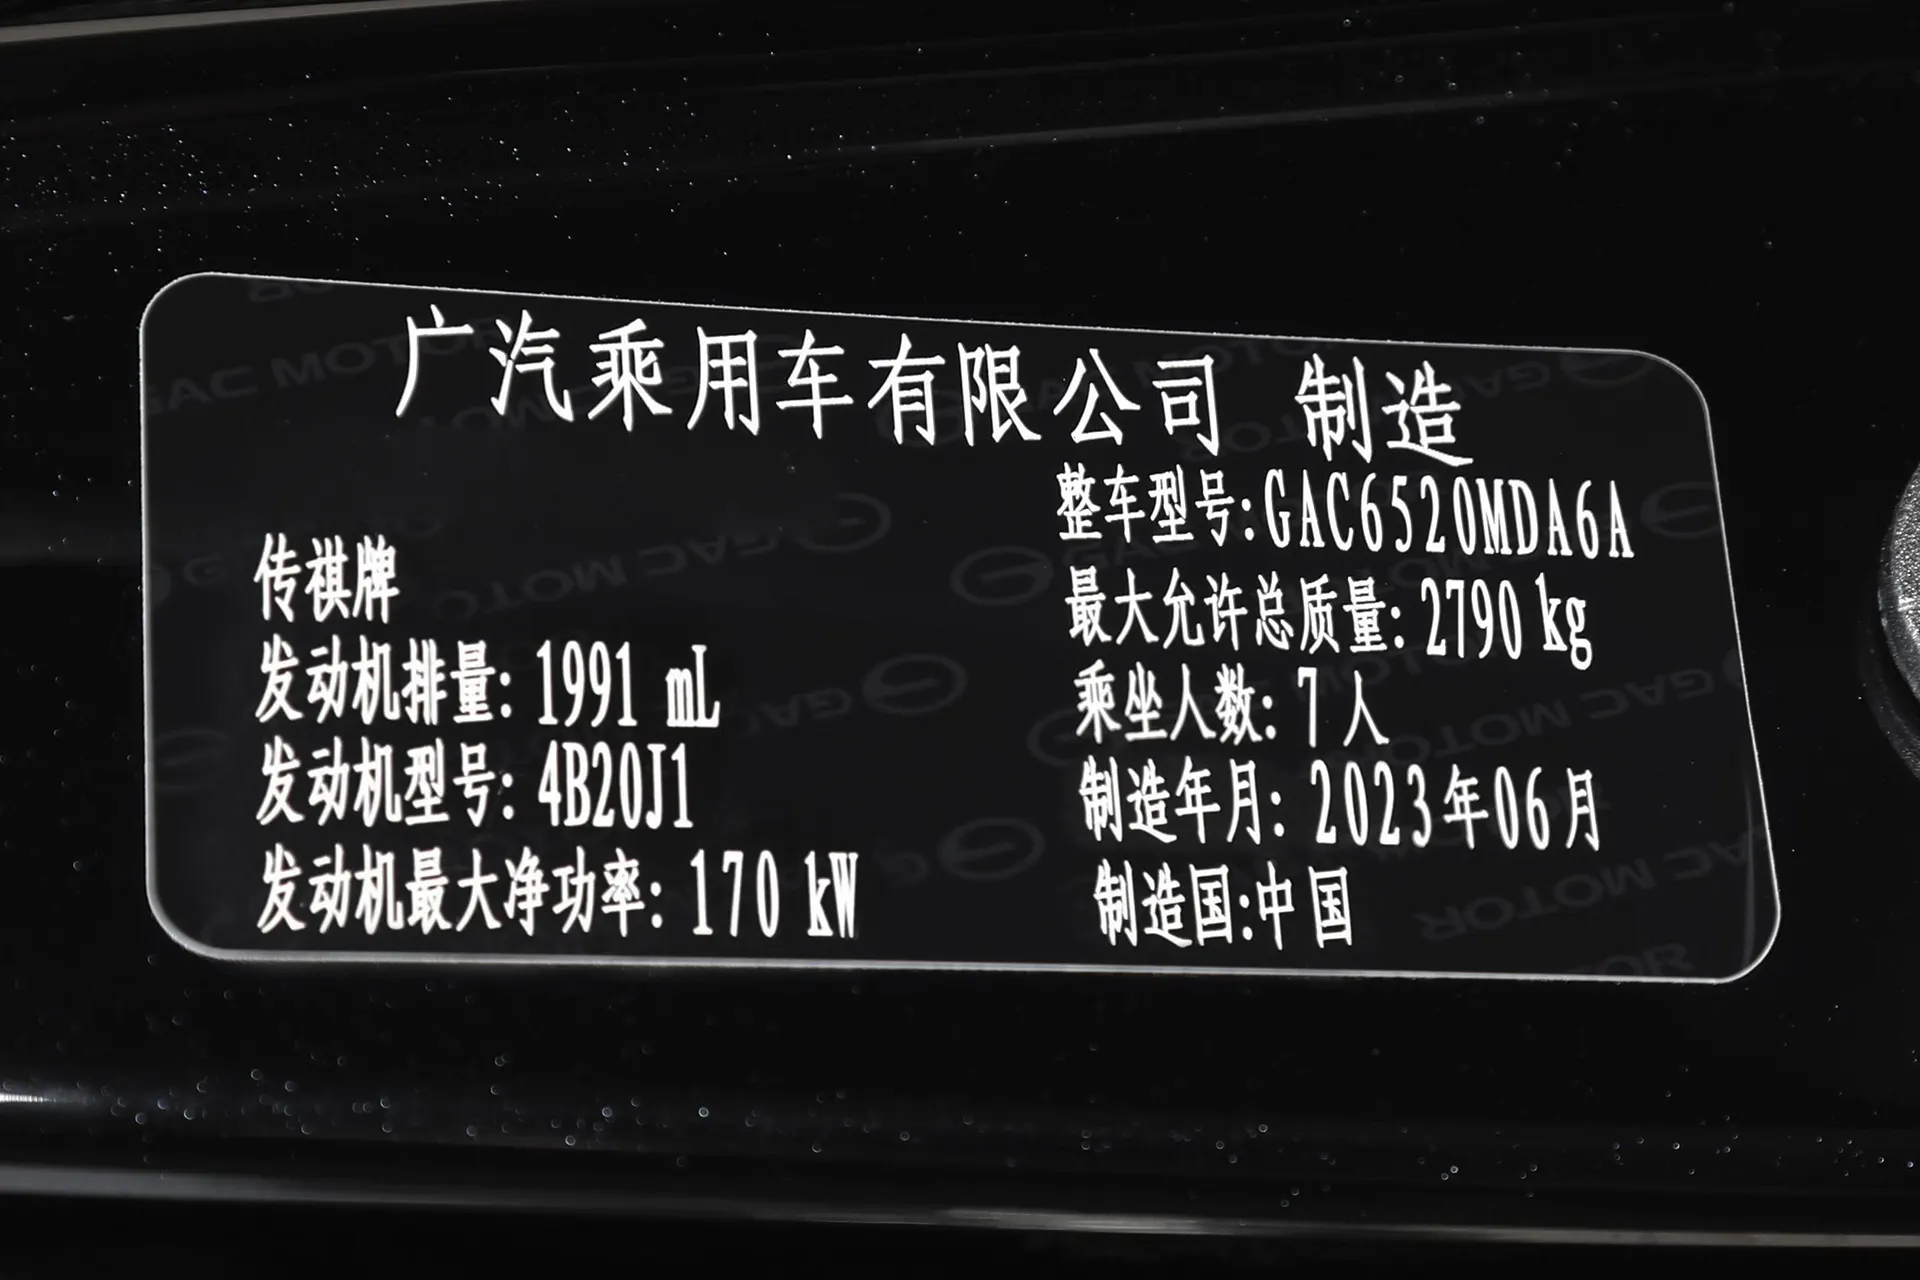 广汽乘用车有限公司 制造
传祺牌
发动机排量: 1991 mL
发动机型号: 4B20J1
发动机最大净功率: 170 kW
整车型号:GAC6520MDA6A
最大允许总质量: 2790 kg
乘坐人数: 7人
制造年月: 2023年06月
制造国:中国